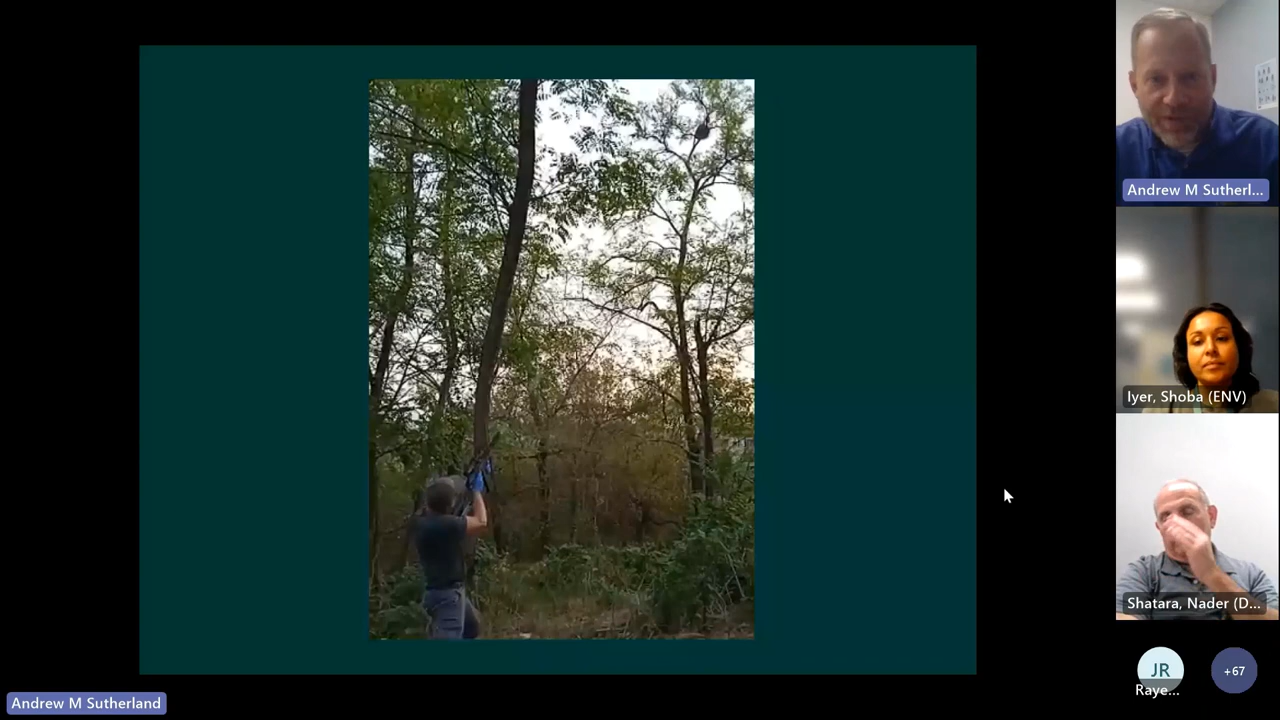 Andrew M Sutherl...
Iyer, Shoba (ENV)
Shatara, Nader (D...
JR
Raye...
+67
Andrew M Sutherland